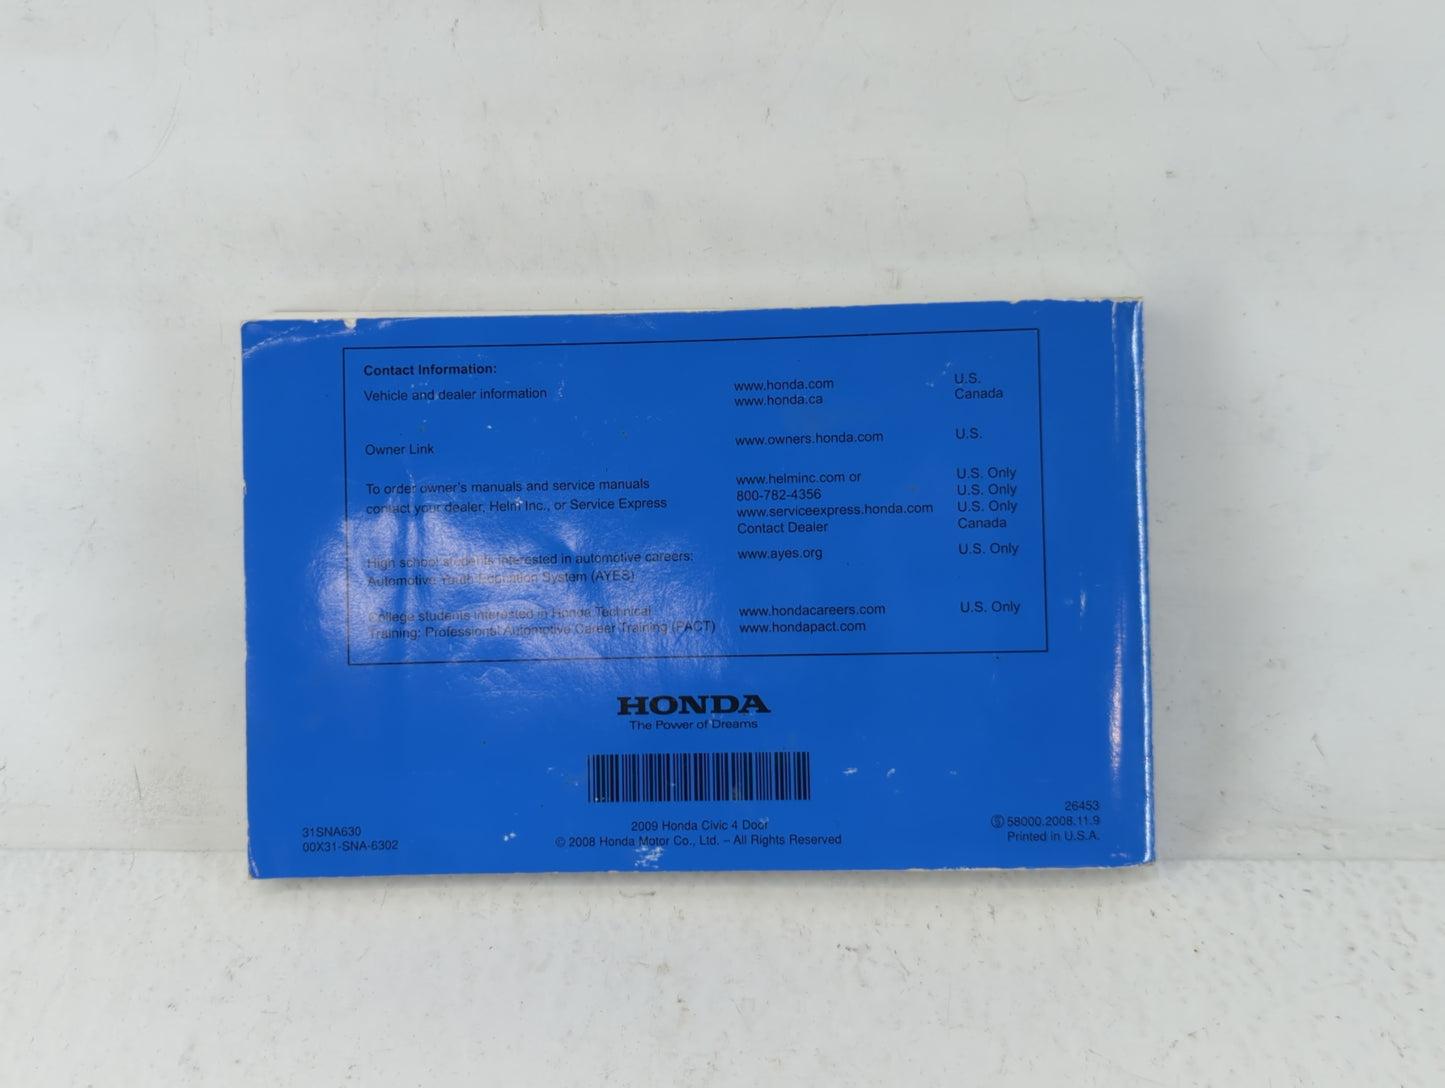 Contact Information:
Vehicle and dealer information www.honda.com U.S.
www.honda.ca Canada
Owner Link www.owners.honda.com U.S.
To order owner's manuals and service manuals www.helminc.com or U.S. Only
800-782-4356 U.S. Only
contact your dealer, Helm Inc., or Service Express www.serviceexpress.honda.com U.S. Only
Contact Dealer Canada
High school students interested in automotive careers: www.ayes.org U.S. Only
Automotive Youth Education System (AYES)
College students interested in Honda Technical www.hondacareers.com U.S. Only
Training: Professional Automotive Career Training (PACT) www.hondapact.com
HONDA
The Power of Dreams
31SNA630
00X31-SNA-6302
2009 Honda Civic 4 Door
© 2008 Honda Motor Co., Ltd. – All Rights Reserved
26453
Ⓢ 58000.2008.11.9
Printed in U.S.A.